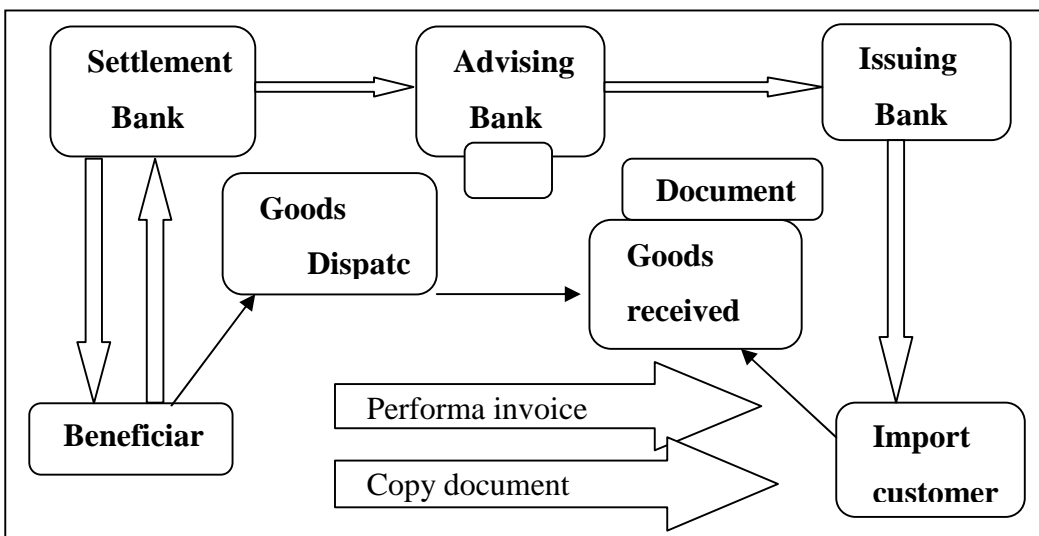 Settlement
Bank
Advising
Bank
Issuing
Bank
Goods
Dispatc
Document
Goods
received
Performa invoice
Copy document
Beneficiar
Import
customer